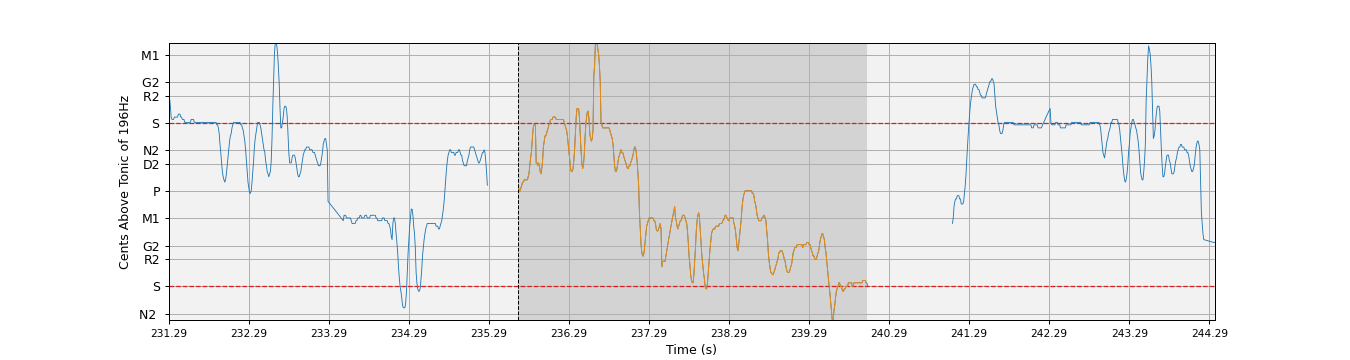 Cents Above Tonic of 196Hz
M1
G2
R2
S
N2
D2
P
M1
G2
R2
S
N2
231.29 232.29 233.29 234.29 235.29 236.29 237.29 238.29 239.29 240.29 241.29 242.29 243.29 244.29
Time (s)